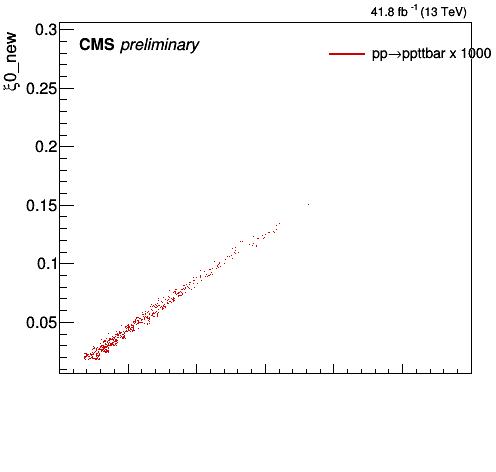 41.8 fb⁻¹ (13 TeV)
CMS preliminary
pp→ppttbar x 1000
ξ0_new
0.3
0.25
0.2
0.15
0.1
0.05